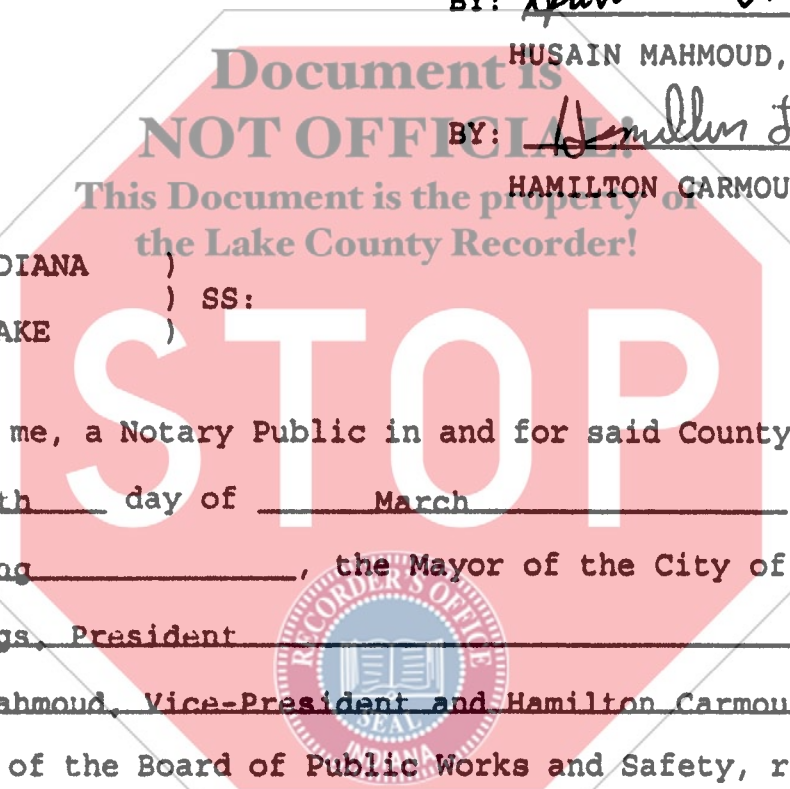 BY:
Document is
HUSAIN MAHMOUD,
NOT OFFICIAL!
BY:
This Document is the property of
HAMILTON CARMOU
the Lake County Recorder!
DIANA )
) SS:
AKE )
STOP
me, a Notary Public in and for said County
th day of March
ng, the Mayor of the City of
RECORDER'S OFFICE
gs, President
ahmoud, Vice-President and Hamilton Carmou
SEAL
INDIANA
of the Board of Public Works and Safety, r